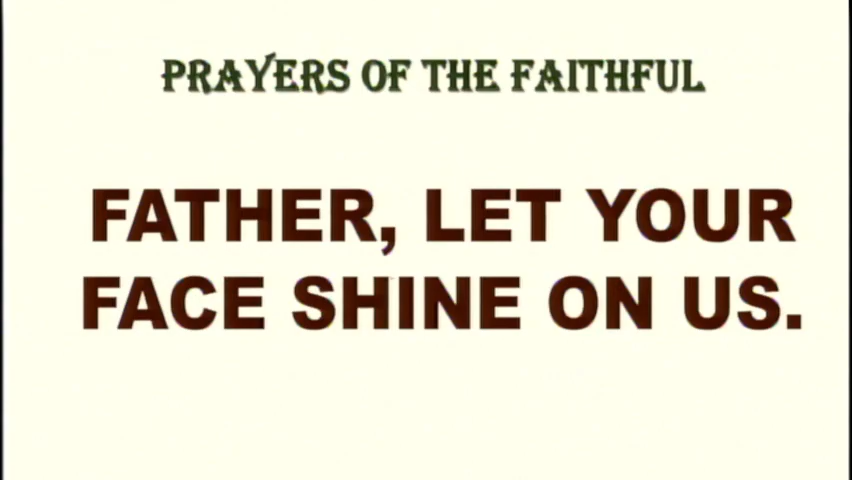 PRAYERS OF THE FAITHFUL
FATHER, LET YOUR
FACE SHINE ON US.